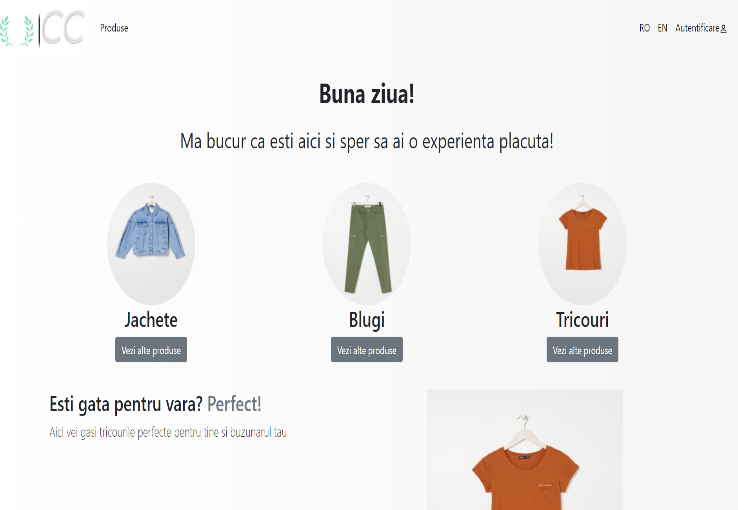 CC
Produse
RO EN Autentificare
Buna ziua!
Ma bucur ca esti aici si sper sa ai o experienta placuta!
Jachete Blugi Tricouri
Vezi alte produse Vezi alte produse Vezi alte produse
Esti gata pentru vara? Perfect!
Aici vei gasi tricourile perfecte pentru tine si buzunarul tau.